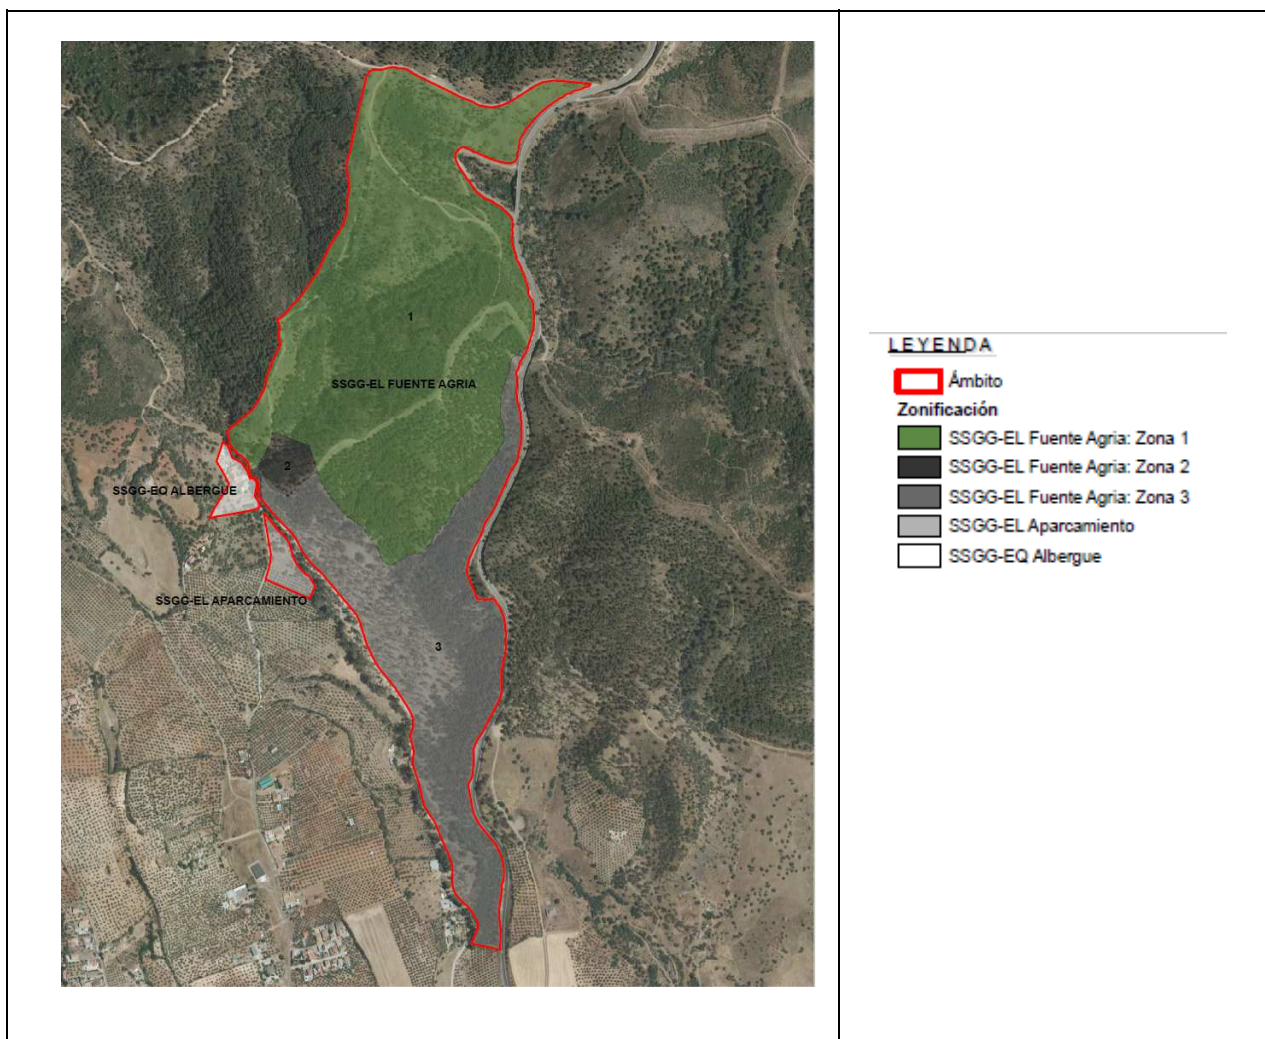 1
SSGG-EL FUENTE AGRIA
2
SSGG-EQ ALBERGUE
SSGG-EL APARCAMIENTO
3
LEYENDA
Ámbito
Zonificación
SSGG-EL Fuente Agria: Zona 1
SSGG-EL Fuente Agria: Zona 2
SSGG-EL Fuente Agria: Zona 3
SSGG-EL Aparcamiento
SSGG-EQ Albergue